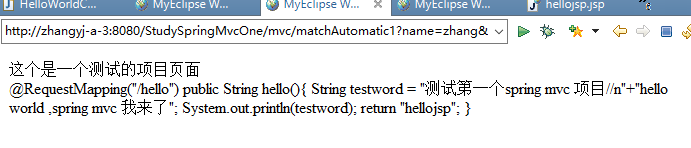 HelloWorldC
MyEclipse W
MyEclipse W
MyEclipse W
hellojsp.jsp
http://zhangyj-a-3:8080/StudySpringMvcOne/mvc/matchAutomatic1?name=zhang&
这个是一个测试的项目页面
@RequestMapping("/hello") public String hello(){ String testword = "测试第一个spring mvc 项目//n"+"hello
world ,spring mvc 我来了"; System.out.println(testword); return "hellojsp"; }